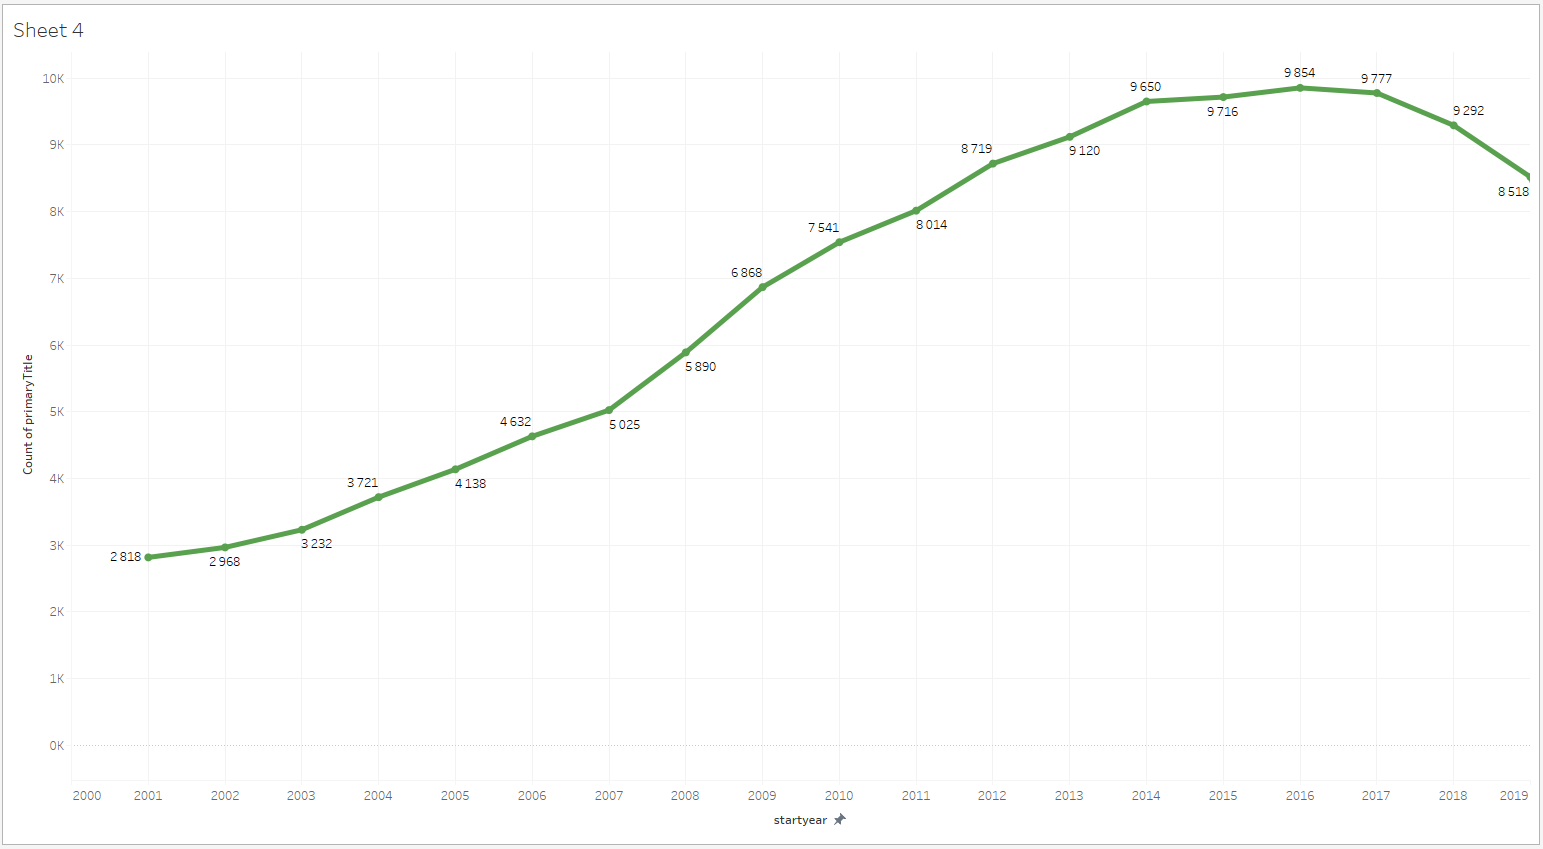 Sheet 4
10K
9K
8K
7K
6K
5K
4K
3K
2K
1K
0K
Count of primaryTitle
2 818
2 968
3 232
3 721
4 138
4 632
5 025
5 890
6 868
7 541
8 014
8 719
9 120
9 650
9 716
9 854
9 777
9 292
8 518
2000 2001 2002 2003 2004 2005 2006 2007 2008 2009 2010 2011 2012 2013 2014 2015 2016 2017 2018 2019
startyear